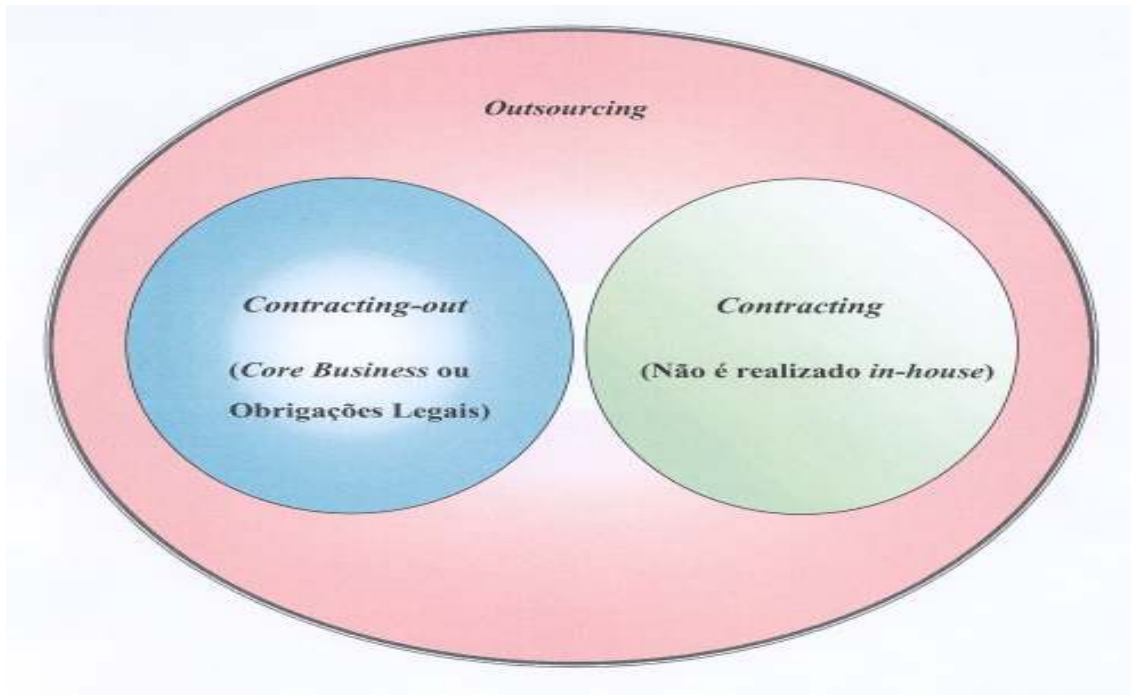 Outsourcing
Contracting-out
(Core Business ou
Obrigações Legais)
Contracting
(Não é realizado in-house)